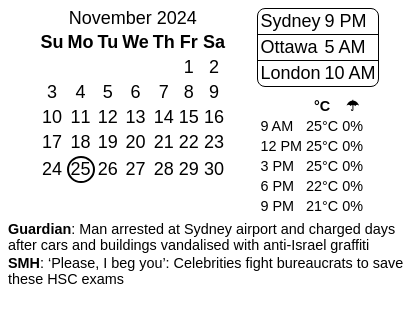 November 2024
Su Mo Tu We Th Fr Sa
1 2
3 4 5 6 7 8 9
10 11 12 13 14 15 16
17 18 19 20 21 22 23
24 25 26 27 28 29 30
Sydney 9 PM
Ottawa 5 AM
London 10 AM
°C ☂
9 AM 25°C 0%
12 PM 25°C 0%
3 PM 25°C 0%
6 PM 22°C 0%
9 PM 21°C 0%
Guardian: Man arrested at Sydney airport and charged days
after cars and buildings vandalised with anti-Israel graffiti
SMH: ‘Please, I beg you’: Celebrities fight bureaucrats to save
these HSC exams